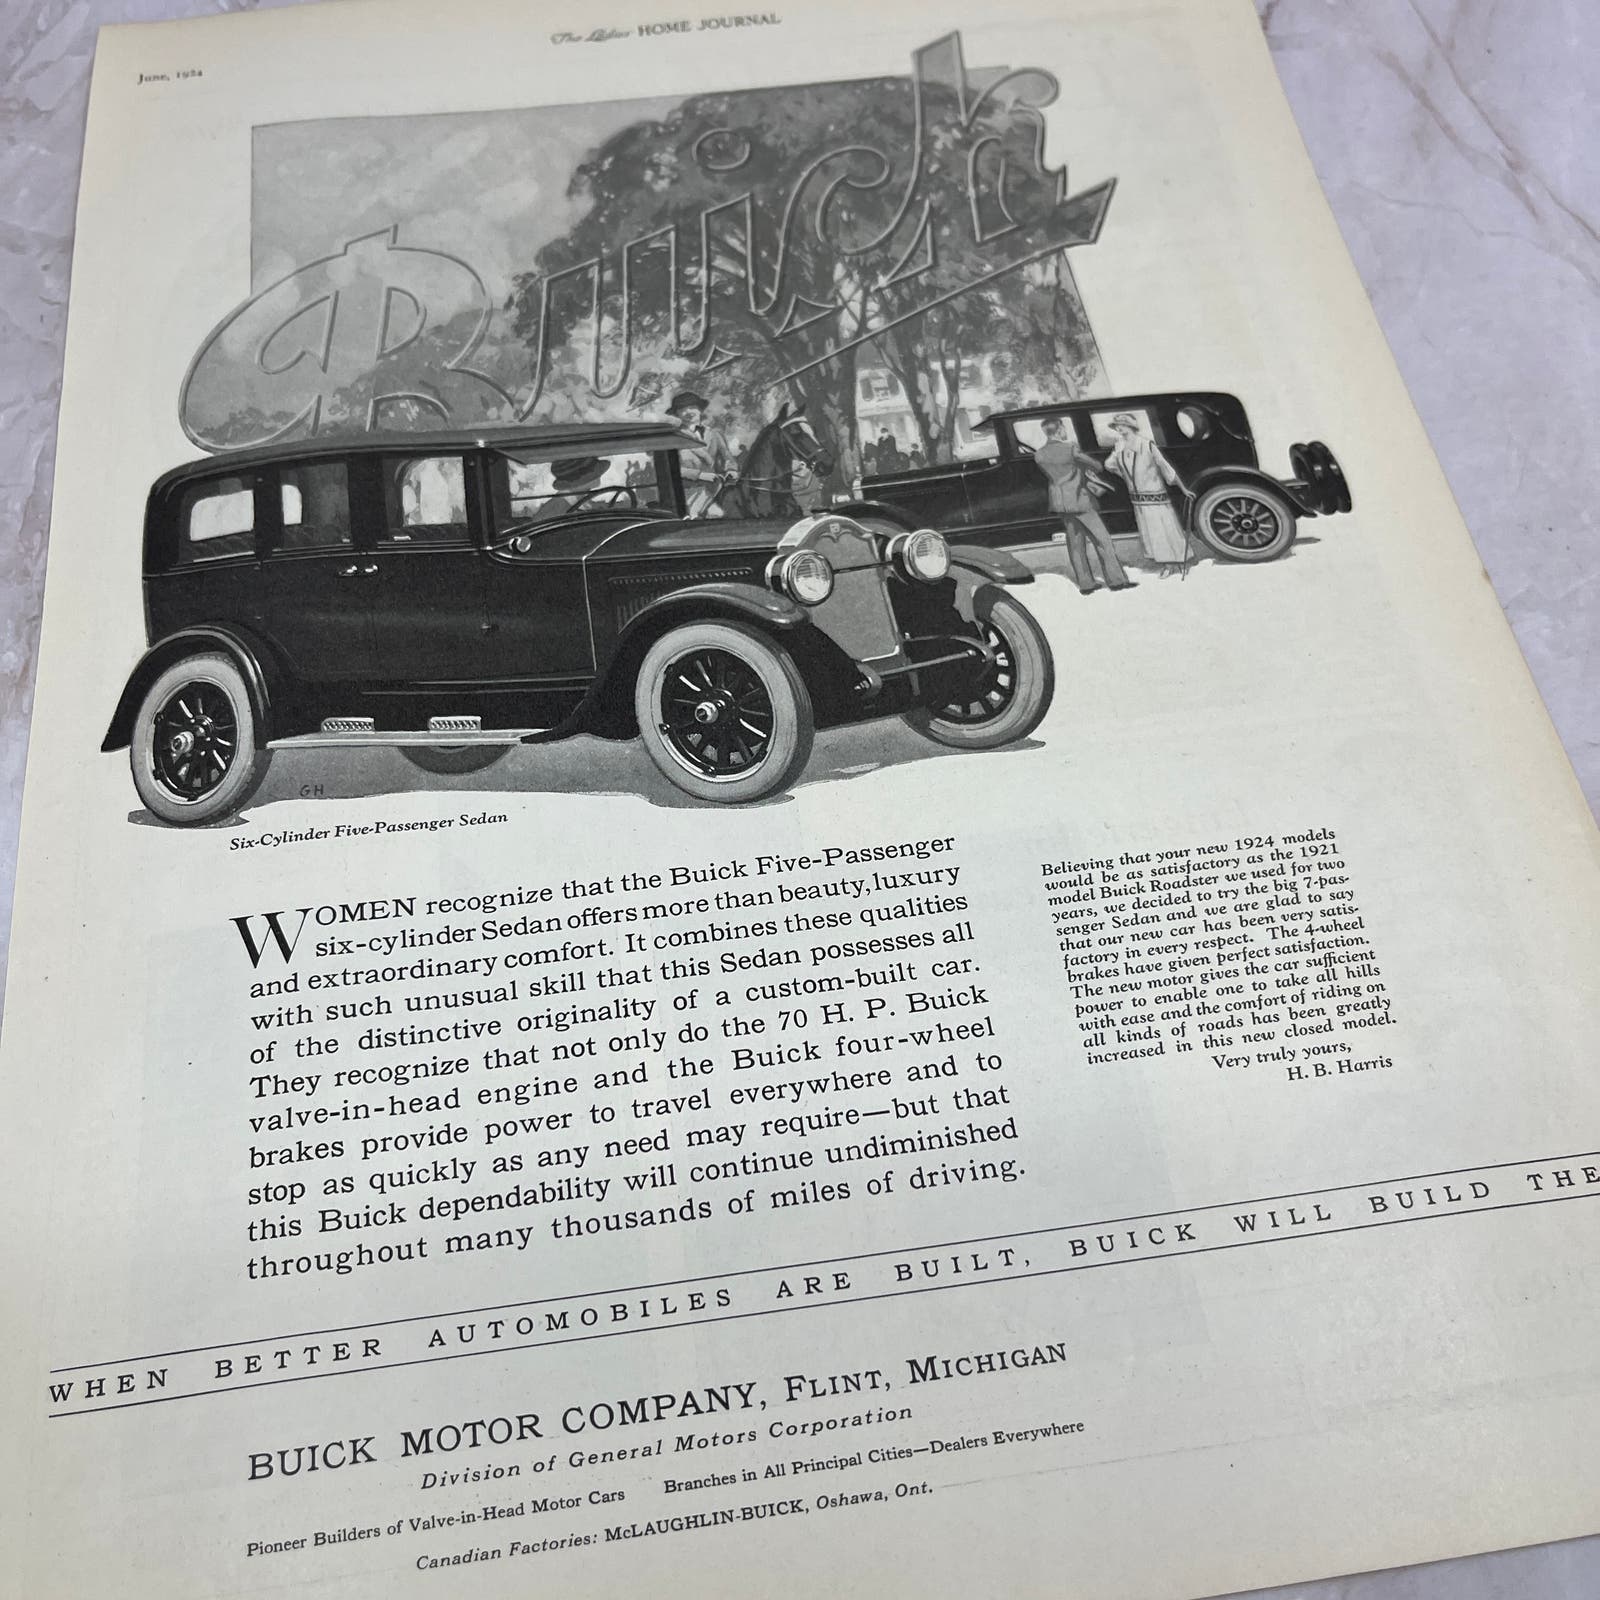 The Ladies' HOME JOURNAL
June, 1924
Buick
GH
Six-Cylinder Five-Passenger Sedan
WOMEN recognize that the Buick Five-Passenger
six-cylinder Sedan offers more than beauty, luxury
and extraordinary comfort. It combines these qualities
with such unusual skill that this Sedan possesses all
of the distinctive originality of a custom-built car.
They recognize that not only do the 70 H. P. Buick
valve-in-head engine and the Buick four-wheel
brakes provide power to travel everywhere and to
stop as quickly as any need may require—but that
this Buick dependability will continue undiminished
throughout many thousands of miles of driving.
Believing that your new 1924 models
would be as satisfactory as the 1921
model Buick Roadster we used for two
years, we decided to try the big 7-pas-
senger Sedan and we are glad to say
that our new car has been very satis-
factory in every respect. The 4-wheel
brakes have given perfect satisfaction.
The new motor gives the car sufficient
power to enable one to take all hills
with ease and the comfort of riding on
all kinds of roads has been greatly
increased in this new closed model.
Very truly yours,
H. B. Harris
WHEN BETTER AUTOMOBILES ARE BUILT, BUICK WILL BUILD THE
BUICK MOTOR COMPANY, FLINT, MICHIGAN
Division of General Motors Corporation
Pioneer Builders of Valve-in-Head Motor Cars Branches in All Principal Cities—Dealers Everywhere
Canadian Factories: McLAUGHLIN-BUICK, Oshawa, Ont.